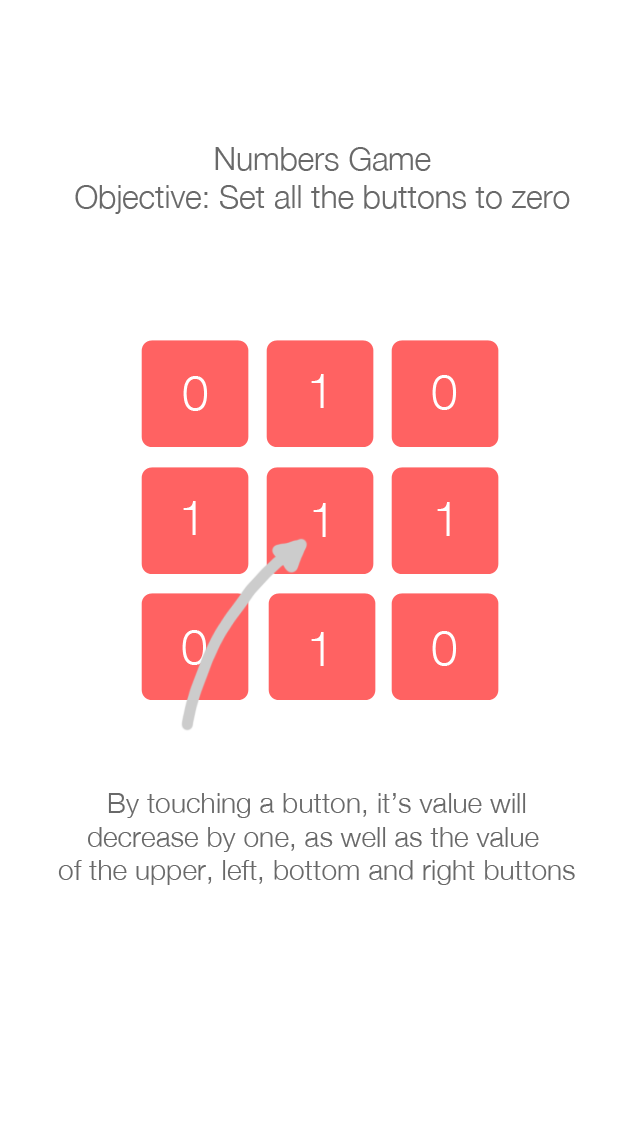 Numbers Game
Objective: Set all the buttons to zero
0 1 0
1 1 1
0 1 0
By touching a button, it’s value will
decrease by one, as well as the value
of the upper, left, bottom and right buttons